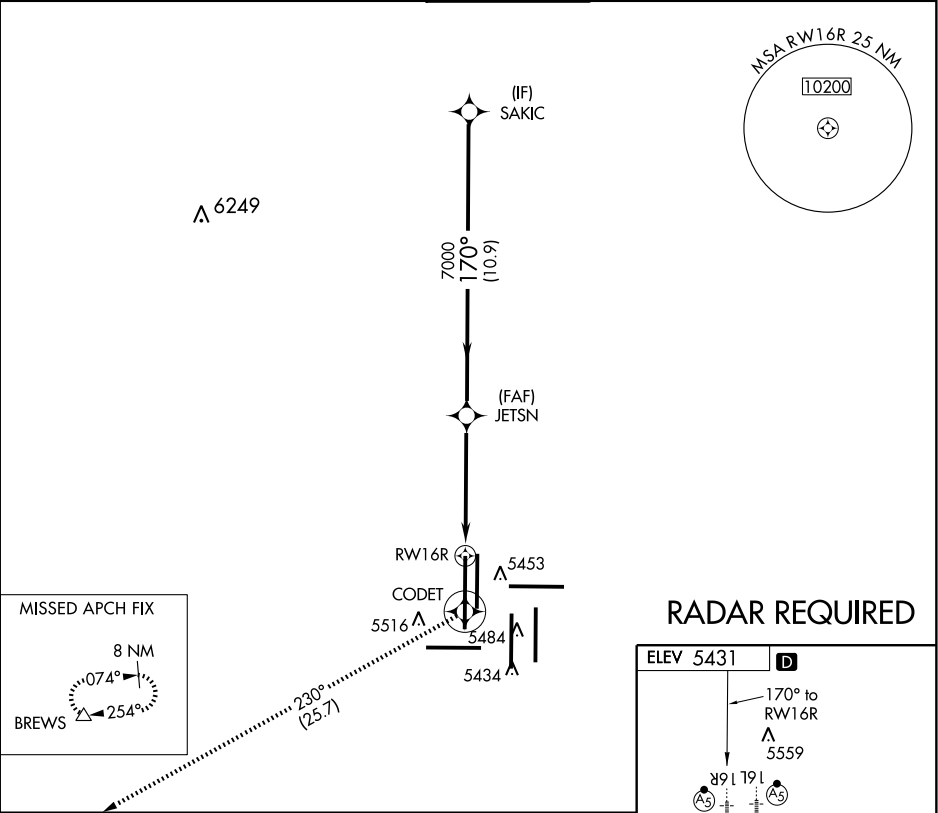 MSA RW16R 25 NM
10200
(IF)
SAKIC
6249
7000
170°
(10.9)
(FAF)
JETSN
RW16R
5453
CODET
5516
5484
5434
230°
(25.7)
MISSED APCH FIX
8 NM
074°
254°
BREWS
RADAR REQUIRED
ELEV 5431
D
170° to
RW16R
5559
16R
16L
A5
A5